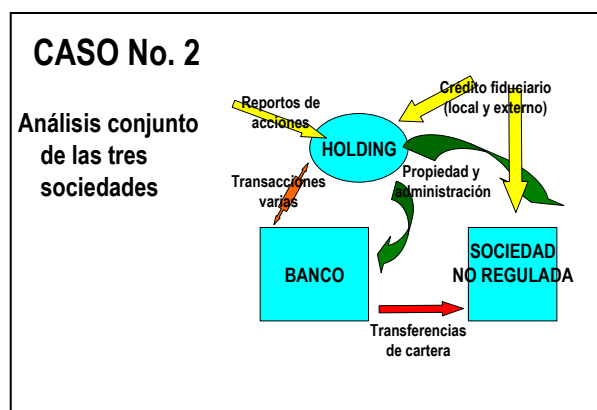 CASO No. 2
Análisis conjunto
de las tres
sociedades
Crédito fiduciario
(local y externo)
Reportos de
acciones
HOLDING
Propiedad y
administración
Transacciones
varias
BANCO
SOCIEDAD
NO REGULADA
Transferencias
de cartera